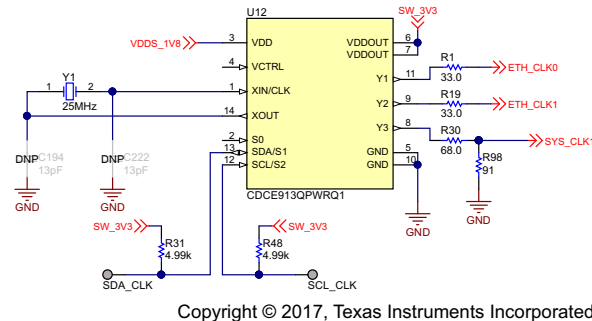 U12
SW_3V3
VDDS_1V8
3
VDD
VDDOUT
6
VDDOUT
7
4
VCTRL
R1
Y1
11
33.0
ETH_CLK0
Y1
1
2
25MHz
1
XIN/CLK
R19
Y2
9
33.0
ETH_CLK1
14
XOUT
R30
Y3
8
68.0
SYS_CLK1
2
S0
DNP
C194
13pF
DNP
C222
13pF
13
SDA/S1
12
SCL/S2
GND
5
GND
10
R98
91
GND
GND
CDCE913QPWRQ1
GND
GND
SW_3V3
SW_3V3
R31
4.99k
R48
4.99k
SDA_CLK
SCL_CLK
Copyright © 2017, Texas Instruments Incorporated